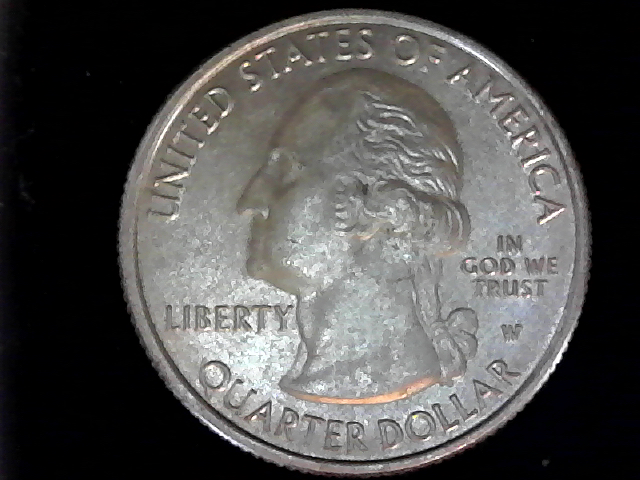 UNITED STATES OF AMERICA
IN
GOD WE
TRUST
LIBERTY
W
QUARTER DOLLAR